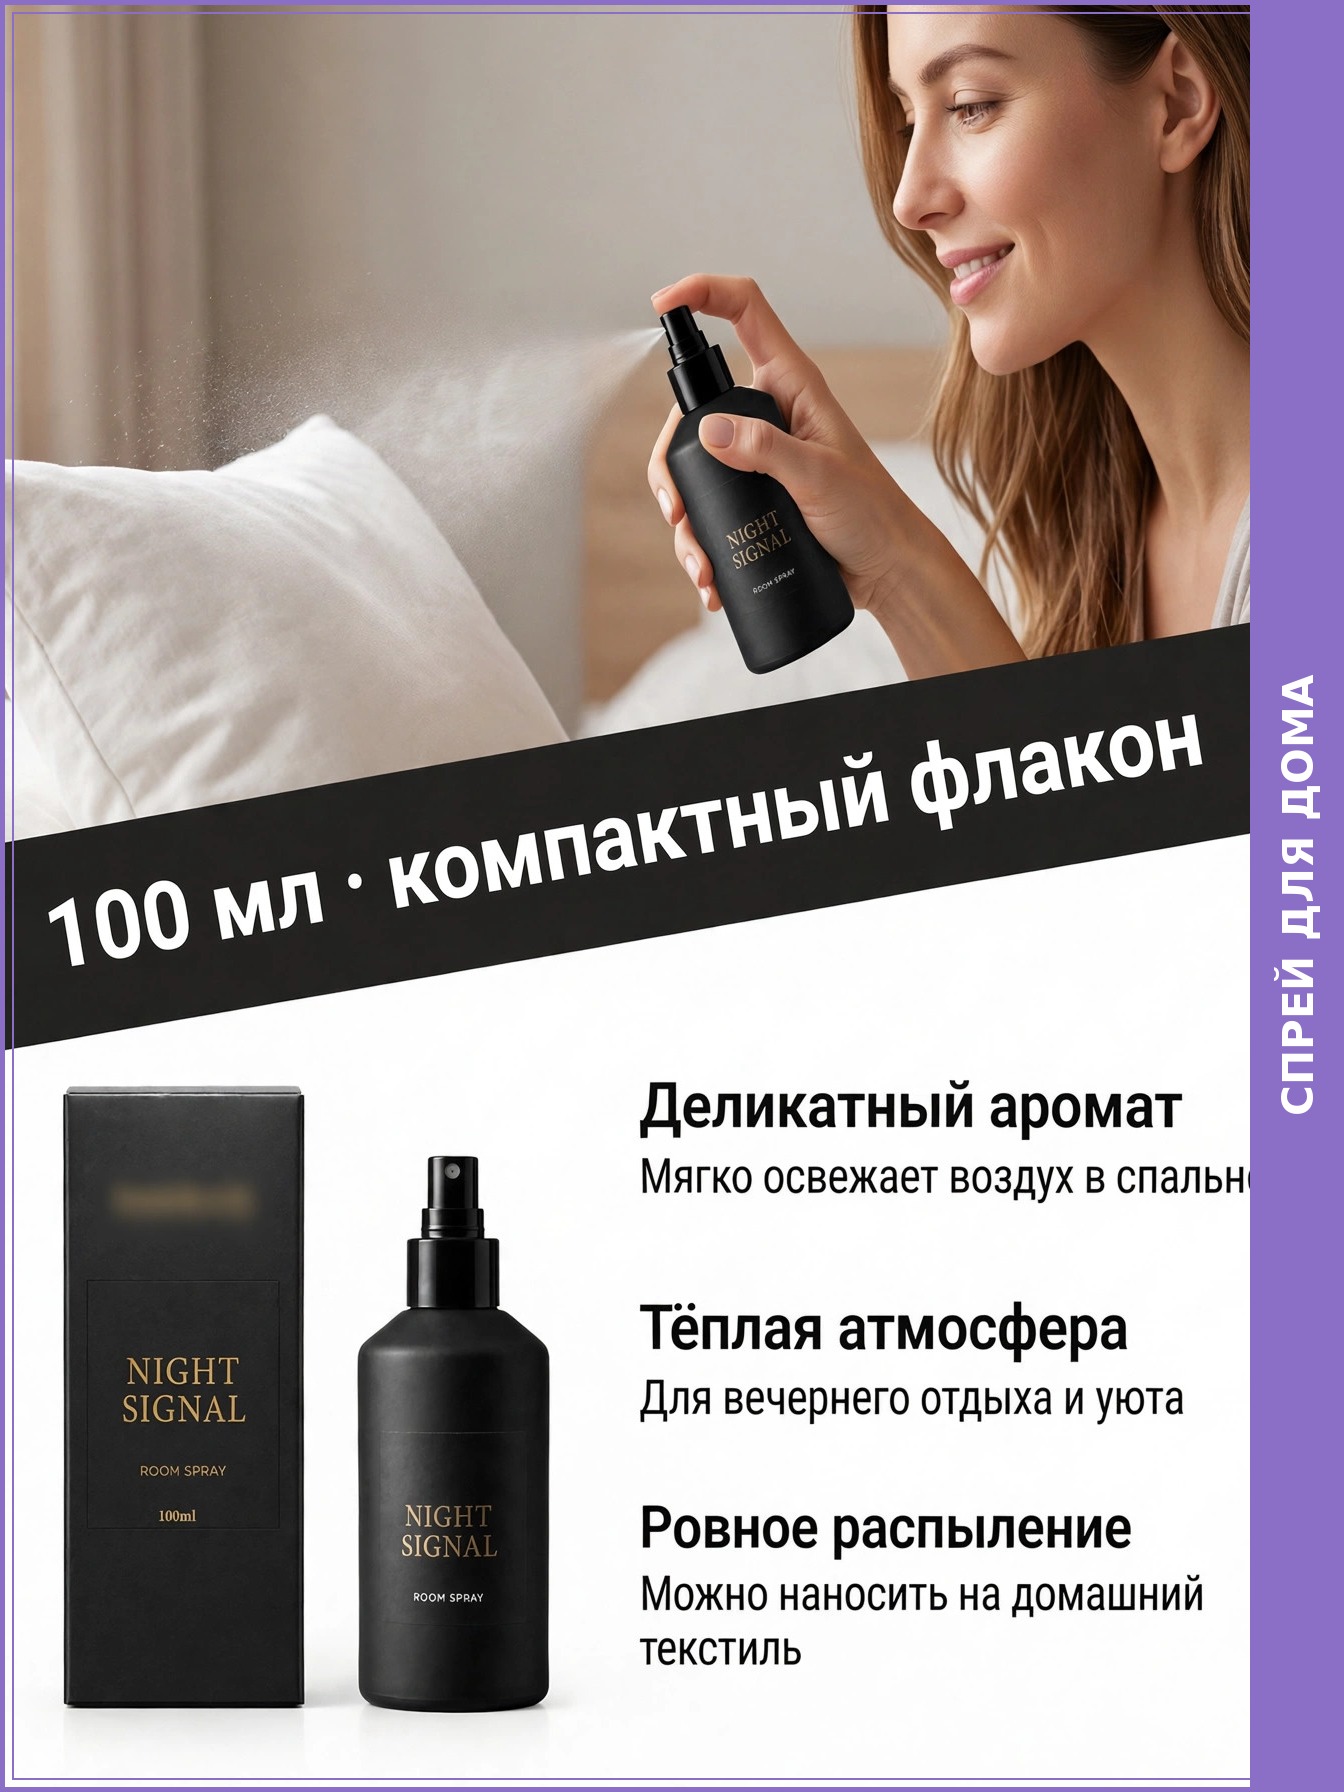 NIGHT
SIGNAL
ROOM SPRAY
100 мл · компактный флакон
СПРЕЙ ДЛЯ ДОМА
Деликатный аромат
Мягко освежает воздух в
Тёплая атмосфера
Для вечернего отдыха и уюта
Ровное распыление
Можно наносить на домашний
текстиль
NIGHT
SIGNAL
ROOM SPRAY
100ml
NIGHT
SIGNAL
ROOM SPRAY